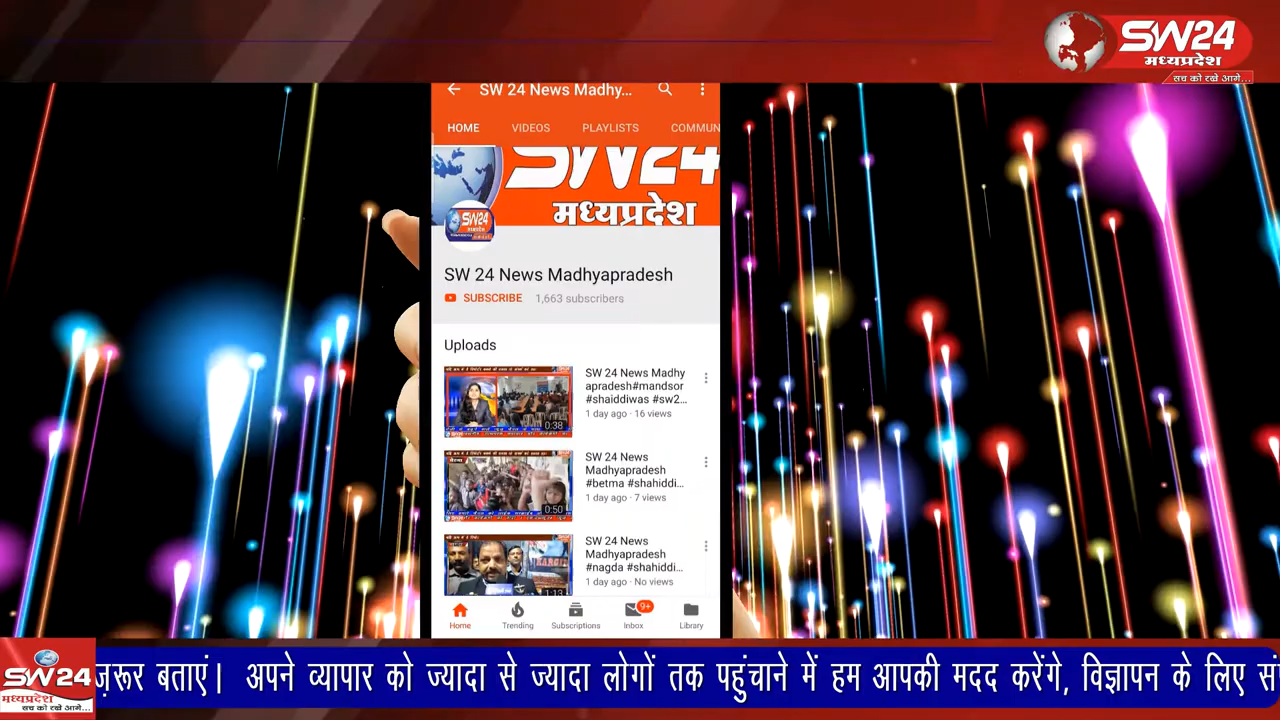 SW24
मध्यप्रदेश
सच को रखे आगे...
SW 24 News Madhy...
HOME VIDEOS PLAYLISTS COMMUN
SW24
मध्यप्रदेश
SW24
SW 24 News Madhyapradesh
SUBSCRIBE 1,663 subscribers
Uploads
SW 24 News Madhy
apradesh#mandsor
#shaiddiwas #sw2...
1 day ago · 16 views
0:38
SW 24 News
Madhyapradesh
#betma #shahiddi...
1 day ago · 7 views
0:50
SW 24 News
Madhyapradesh
#nagda #shahiddi...
1 day ago · No views
1:13
9+
Home Trending Subscriptions Inbox Library
SW24
मध्यप्रदेश
सच को रखे आगे...
ज़रूर बताएं। अपने व्यापार को ज्यादा से ज्यादा लोगों तक पहुंचाने में हम आपकी मदद करेंगे, विज्ञापन के लिए सं